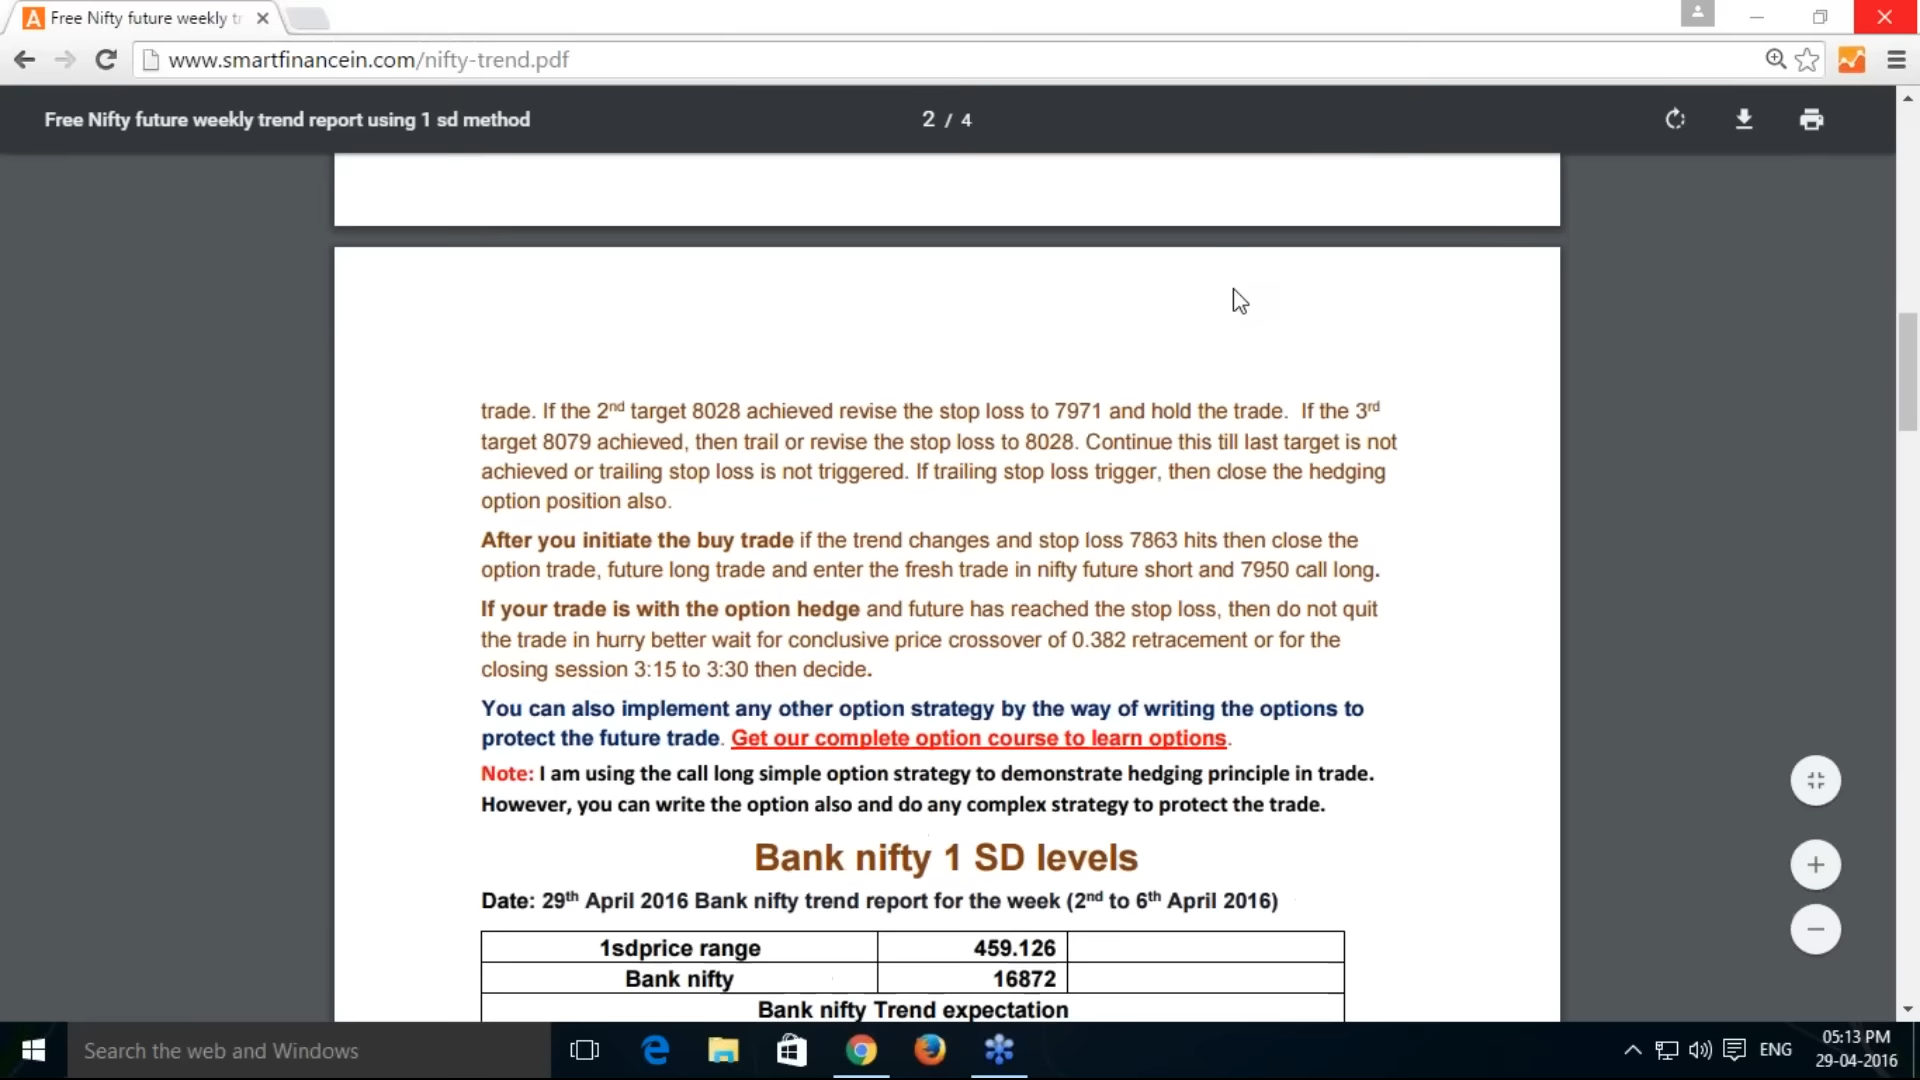 Free Nifty future weekly tr
www.smartfinancein.com/nifty-trend.pdf
Free Nifty future weekly trend report using 1 sd method
2 / 4
trade. If the 2nd target 8028 achieved revise the stop loss to 7971 and hold the trade. If the 3rd
target 8079 achieved, then trail or revise the stop loss to 8028. Continue this till last target is not
achieved or trailing stop loss is not triggered. If trailing stop loss trigger, then close the hedging
option position also.
After you initiate the buy trade if the trend changes and stop loss 7863 hits then close the
option trade, future long trade and enter the fresh trade in nifty future short and 7950 call long.
If your trade is with the option hedge and future has reached the stop loss, then do not quit
the trade in hurry better wait for conclusive price crossover of 0.382 retracement or for the
closing session 3:15 to 3:30 then decide.
You can also implement any other option strategy by the way of writing the options to
protect the future trade. Get our complete option course to learn options.
Note: I am using the call long simple option strategy to demonstrate hedging principle in trade.
However, you can write the option also and do any complex strategy to protect the trade.
Bank nifty 1 SD levels
Date: 29th April 2016 Bank nifty trend report for the week (2nd to 6th April 2016)
1sdprice range 459.126
Bank nifty 16872
Bank nifty Trend expectation
Search the web and Windows
ENG
05:13 PM
29-04-2016